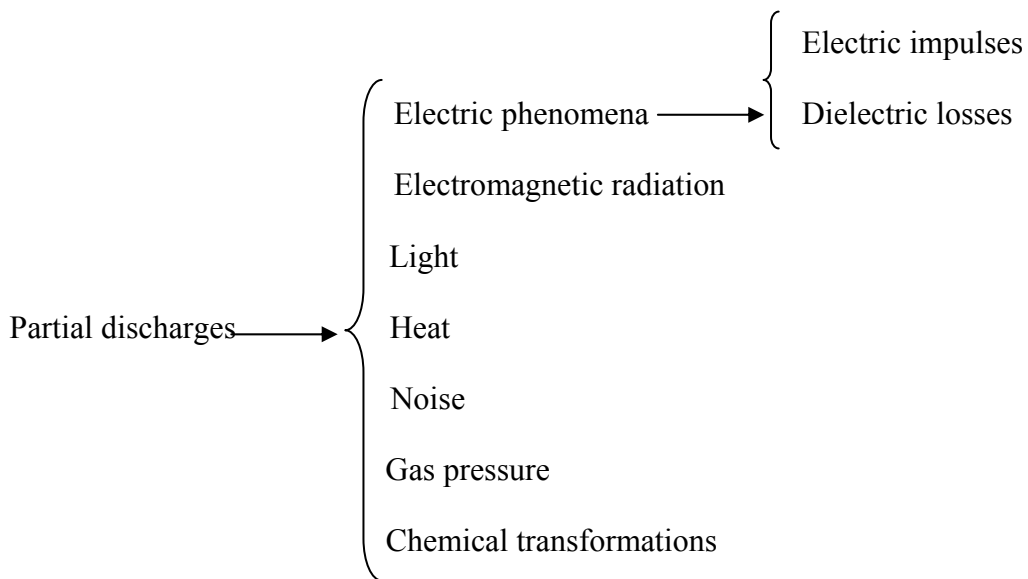 Electric impulses
Electric phenomena
Dielectric losses
Electromagnetic radiation
Light
Partial discharges
Heat
Noise
Gas pressure
Chemical transformations